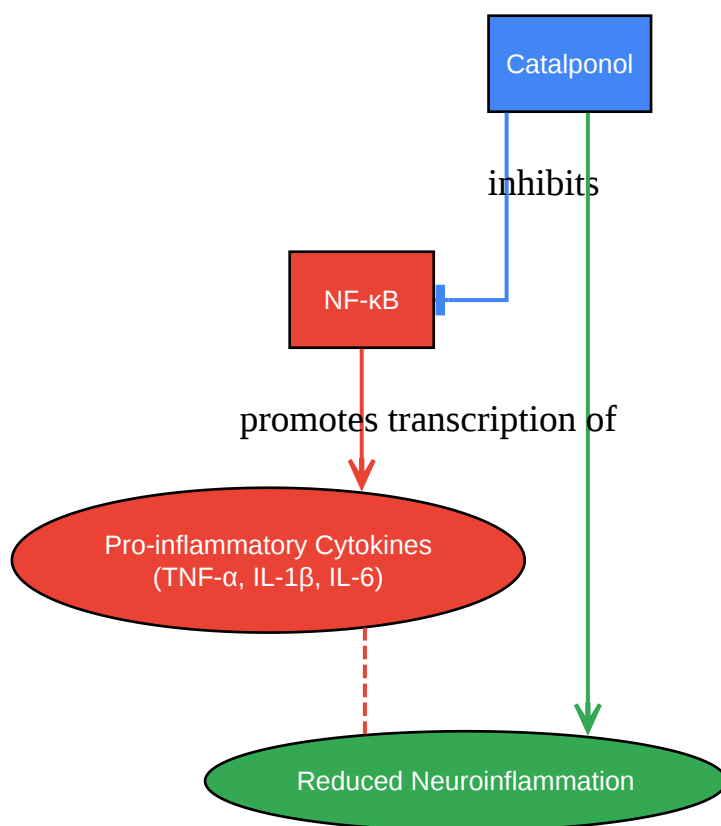 Catalponol
inhibits
NF-κB
promotes transcription of
Pro-inflammatory Cytokines
(TNF-α, IL-1β, IL-6)
Reduced Neuroinflammation